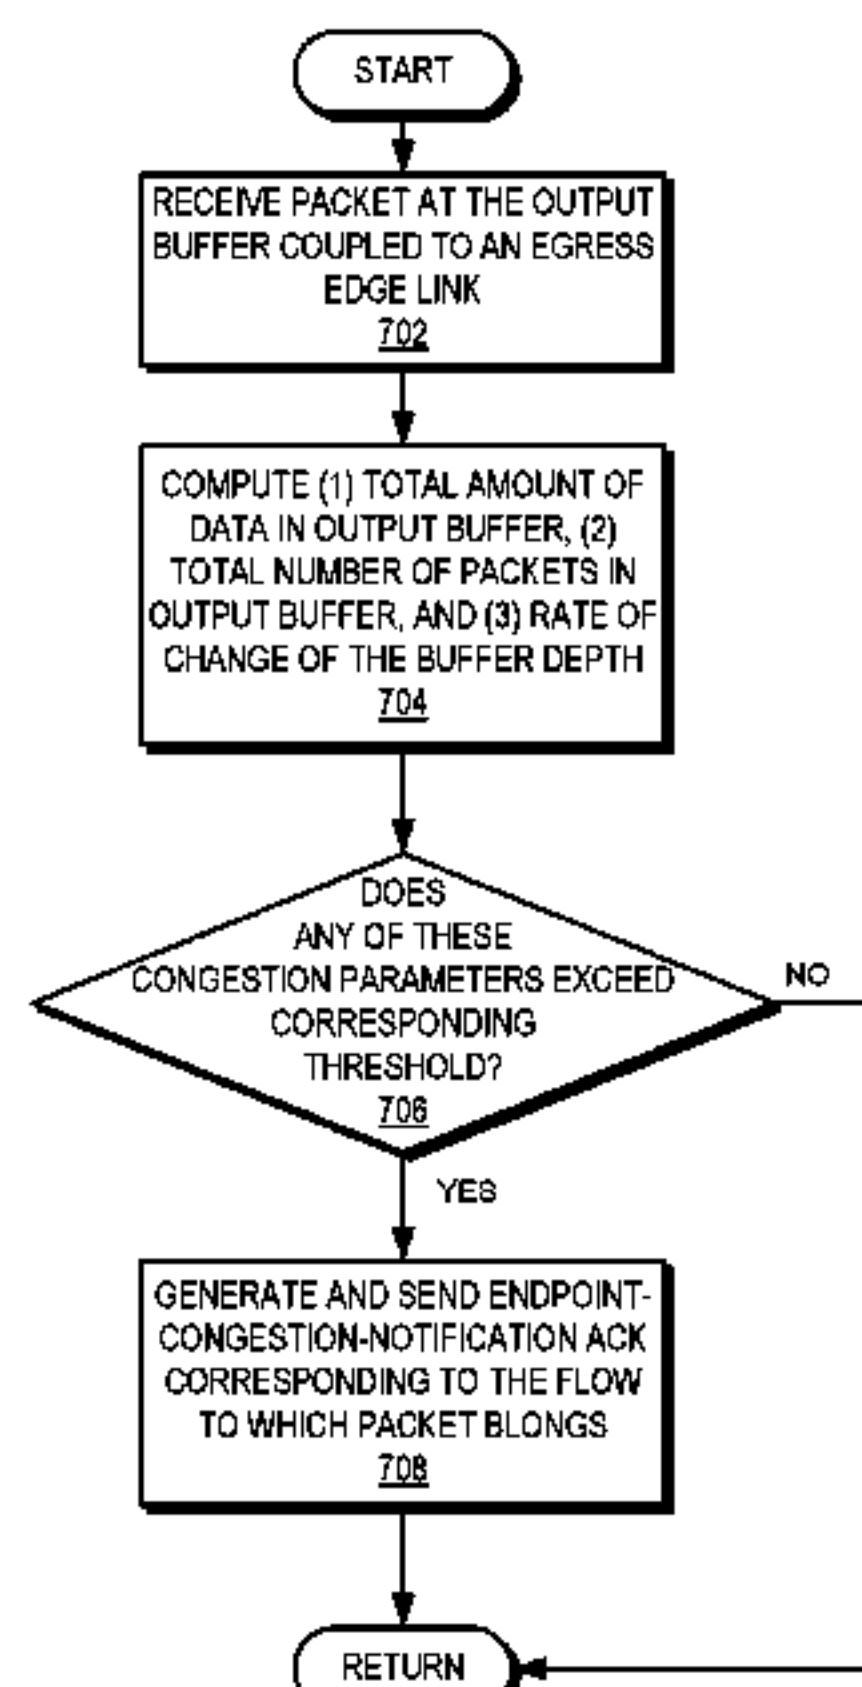 START
RECEIVE PACKET AT THE OUTPUT
BUFFER COUPLED TO AN EGRESS
EDGE LINK
702
COMPUTE (1) TOTAL AMOUNT OF
DATA IN OUTPUT BUFFER, (2)
TOTAL NUMBER OF PACKETS IN
OUTPUT BUFFER, AND (3) RATE OF
CHANGE OF THE BUFFER DEPTH
704
DOES
ANY OF THESE
CONGESTION PARAMETERS EXCEED
CORRESPONDING
THRESHOLD?
706
NO
YES
GENERATE AND SEND ENDPOINT-
CONGESTION-NOTIFICATION ACK
CORRESPONDING TO THE FLOW
TO WHICH PACKET BLONGS
708
RETURN